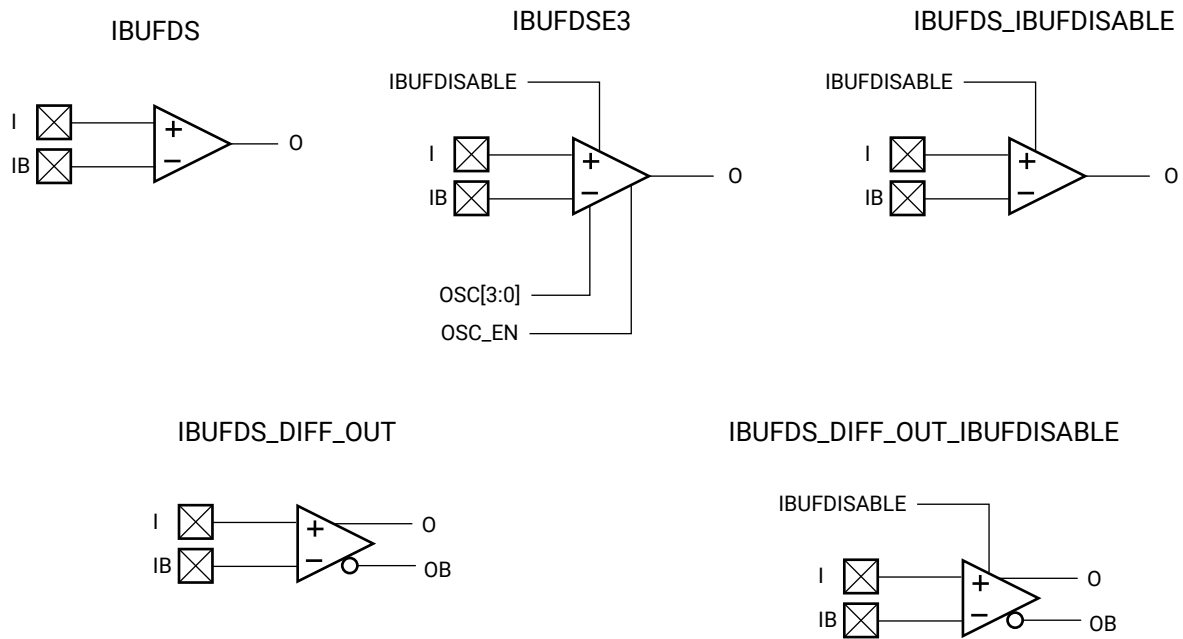 IBUFDS
I
IB
+
−
O
IBUFDSE3
IBUFDISABLE
I
IB
+
−
O
OSC[3:0]
OSC_EN
IBUFDS_IBUFDISABLE
IBUFDISABLE
I
IB
+
−
O
IBUFDS_DIFF_OUT
I
IB
+
−
O
OB
IBUFDS_DIFF_OUT_IBUFDISABLE
IBUFDISABLE
I
IB
+
−
O
OB